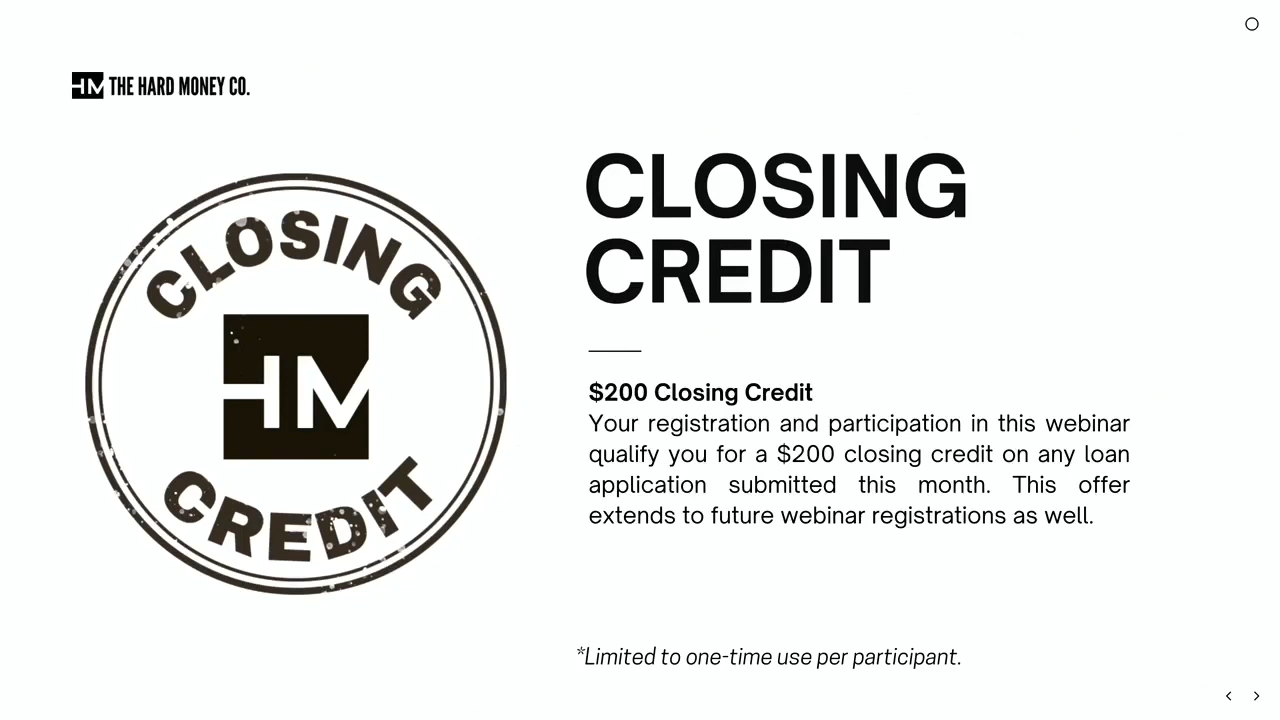 HM THE HARD MONEY CO.
CLOSING
HM
CREDIT
CLOSING
CREDIT
$200 Closing Credit
Your registration and participation in this webinar
qualify you for a $200 closing credit on any loan
application submitted this month. This offer
extends to future webinar registrations as well.
*Limited to one-time use per participant.